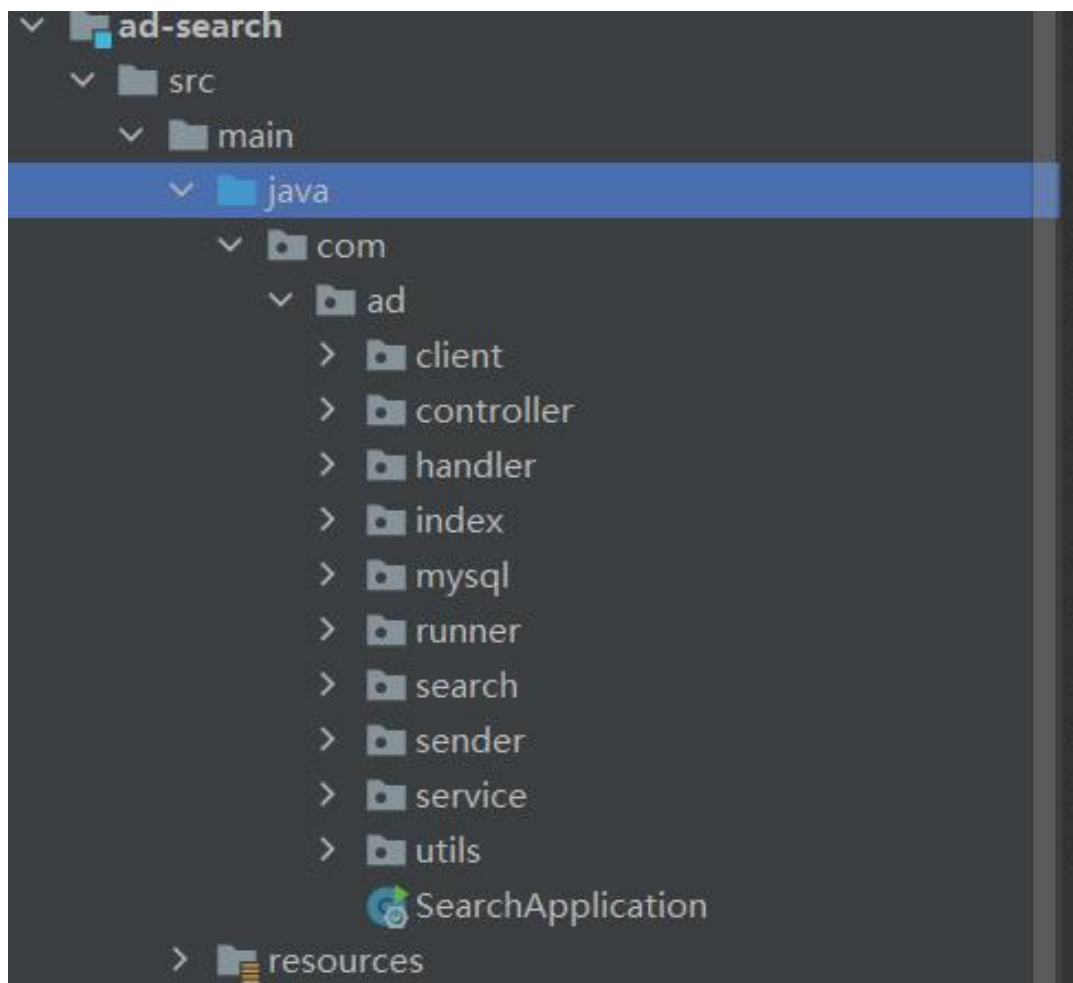 ad-search
src
main
java
com
ad
client
controller
handler
index
mysql
runner
search
sender
service
utils
SearchApplication
resources